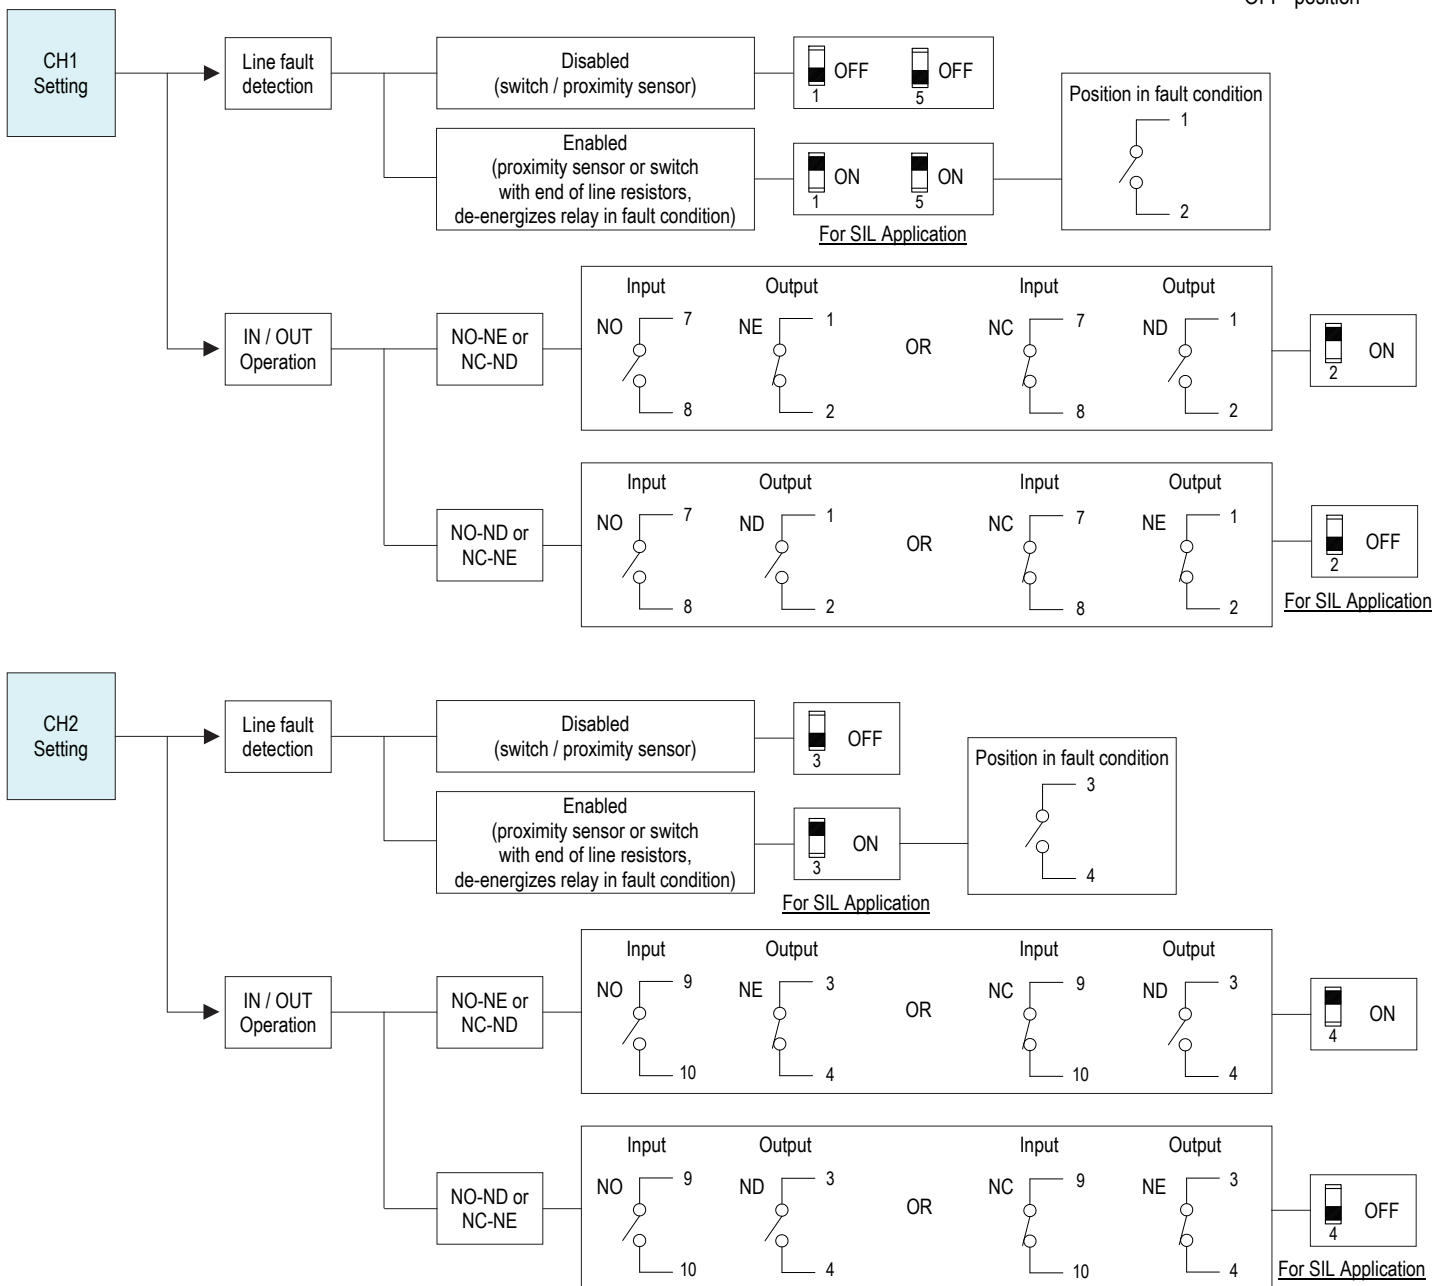 OFF position
CH1
Setting
Line fault
detection
Disabled
(switch / proximity sensor)
OFF
OFF
1
5
Enabled
(proximity sensor or switch
with end of line resistors,
de-energizes relay in fault condition)
ON
ON
1
5
For SIL Application
Position in fault condition
1
2
IN / OUT
Operation
NO-NE or
NC-ND
Input
NO
7
8
Output
NE
1
2
OR
Input
NC
7
8
Output
ND
1
2
ON
2
NO-ND or
NC-NE
Input
NO
7
8
Output
ND
1
2
OR
Input
NC
7
8
Output
NE
1
2
OFF
2
For SIL Application
CH2
Setting
Line fault
detection
Disabled
(switch / proximity sensor)
OFF
3
Enabled
(proximity sensor or switch
with end of line resistors,
de-energizes relay in fault condition)
ON
3
For SIL Application
Position in fault condition
3
4
IN / OUT
Operation
NO-NE or
NC-ND
Input
NO
9
10
Output
NE
3
4
OR
Input
NC
9
10
Output
ND
3
4
ON
4
NO-ND or
NC-NE
Input
NO
9
10
Output
ND
3
4
OR
Input
NC
9
10
Output
NE
3
4
OFF
4
For SIL Application